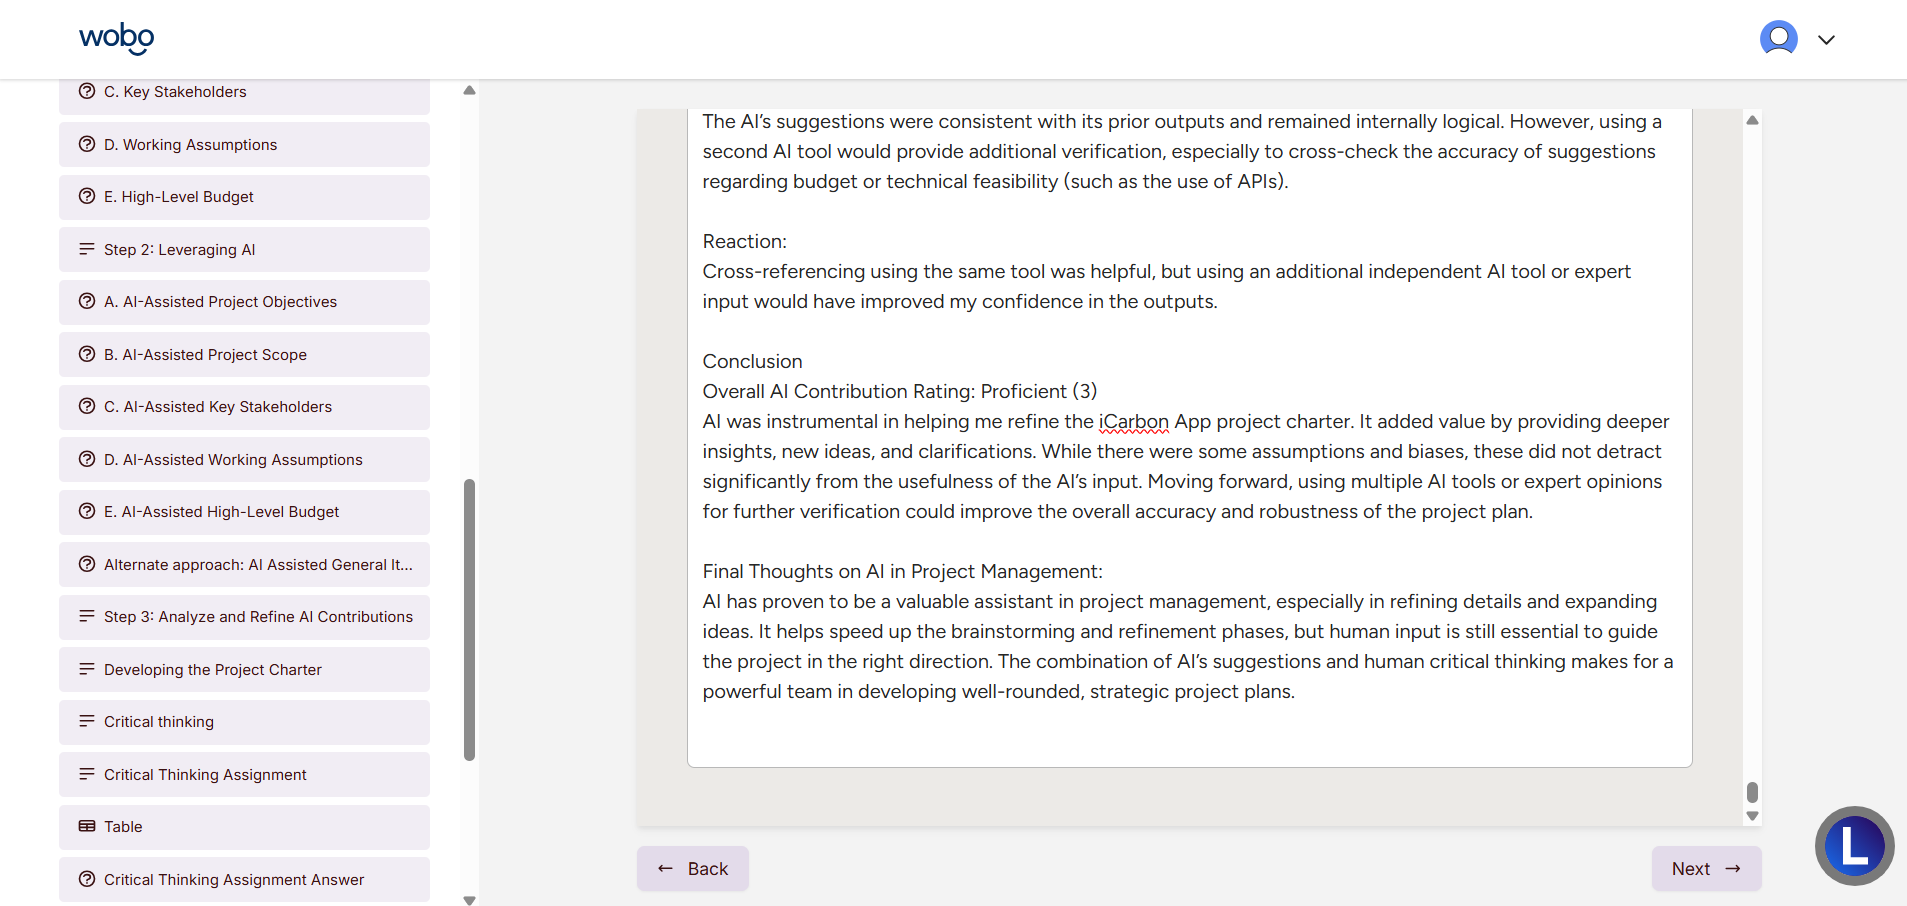 wobo
C. Key Stakeholders
D. Working Assumptions
E. High-Level Budget
Step 2: Leveraging AI
A. AI-Assisted Project Objectives
B. AI-Assisted Project Scope
C. AI-Assisted Key Stakeholders
D. AI-Assisted Working Assumptions
E. AI-Assisted High-Level Budget
Alternate approach: AI Assisted General It...
Step 3: Analyze and Refine AI Contributions
Developing the Project Charter
Critical thinking
Critical Thinking Assignment
Table
Critical Thinking Assignment Answer
The AI's suggestions were consistent with its prior outputs and remained internally logical. However, using a
second AI tool would provide additional verification, especially to cross-check the accuracy of suggestions
regarding budget or technical feasibility (such as the use of APIs).
Reaction:
Cross-referencing using the same tool was helpful, but using an additional independent AI tool or expert
input would have improved my confidence in the outputs.
Conclusion
Overall AI Contribution Rating: Proficient (3)
AI was instrumental in helping me refine the iCarbon App project charter. It added value by providing deeper
insights, new ideas, and clarifications. While there were some assumptions and biases, these did not detract
significantly from the usefulness of the AI's input. Moving forward, using multiple AI tools or expert opinions
for further verification could improve the overall accuracy and robustness of the project plan.
Final Thoughts on AI in Project Management:
AI has proven to be a valuable assistant in project management, especially in refining details and expanding
ideas. It helps speed up the brainstorming and refinement phases, but human input is still essential to guide
the project in the right direction. The combination of AI's suggestions and human critical thinking makes for a
powerful team in developing well-rounded, strategic project plans.
← Back
Next →
L